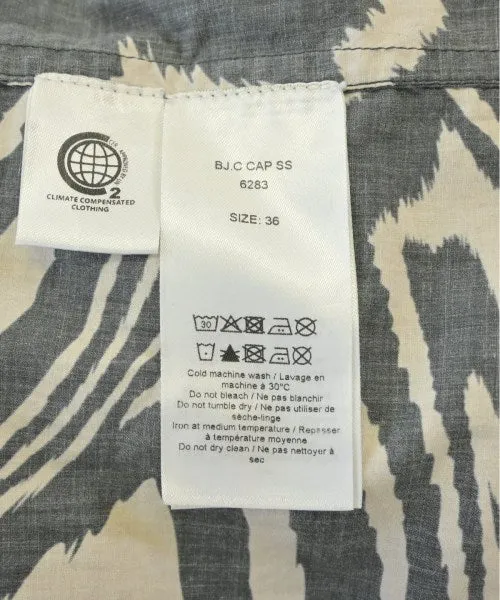 2
CLIMATE COMPENSATED
CLOTHING
BJ.C CAP SS
6283
SIZE: 36
30
Cold machine wash / Lavage en
machine à 30°C
Do not bleach / Ne pas blanchir
Do not tumble dry / Ne pas utiliser de
sèche-linge
Iron at medium temperature / Repasser
à température moyenne
Do not dry clean / Ne pas nettoyer à
sec